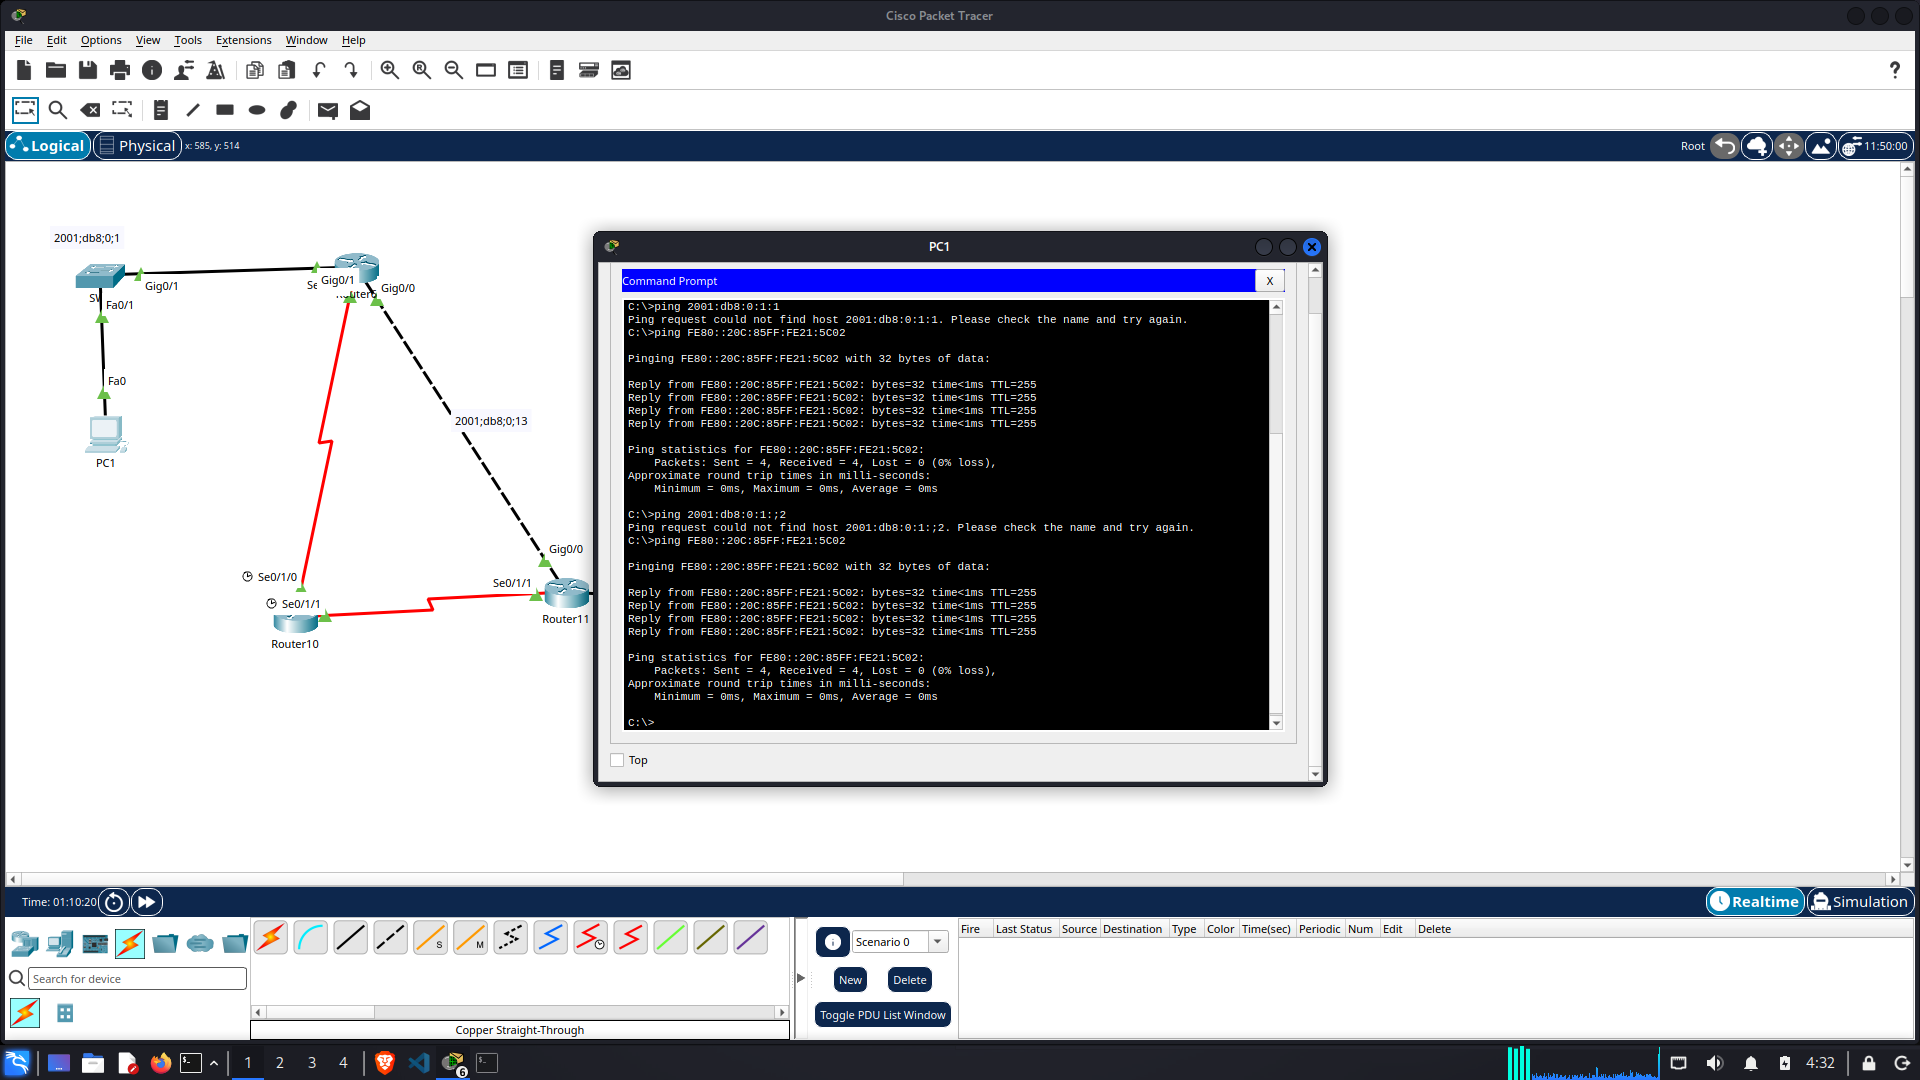 Cisco Packet Tracer
File Edit Options View Tools Extensions Window Help
?
Logical Physical x: 585, y: 514 Root 11:50:00
2001;db8;0;1
Gig0/1
Gig0/1
Gig0/0
Fa0/1
Fa0
PC1
2001;db8;0;13
Gig0/0
Se0/1/0
Se0/1/1
Se0/1/1
Router10
Router11
PC1
Command Prompt X
C:\>ping 2001:db8:0:1:1
Ping request could not find host 2001:db8:0:1:1. Please check the name and try again.
C:\>ping FE80::20C:85FF:FE21:5C02
Pinging FE80::20C:85FF:FE21:5C02 with 32 bytes of data:
Reply from FE80::20C:85FF:FE21:5C02: bytes=32 time<1ms TTL=255
Reply from FE80::20C:85FF:FE21:5C02: bytes=32 time<1ms TTL=255
Reply from FE80::20C:85FF:FE21:5C02: bytes=32 time<1ms TTL=255
Reply from FE80::20C:85FF:FE21:5C02: bytes=32 time<1ms TTL=255
Ping statistics for FE80::20C:85FF:FE21:5C02:
Packets: Sent = 4, Received = 4, Lost = 0 (0% loss),
Approximate round trip times in milli-seconds:
Minimum = 0ms, Maximum = 0ms, Average = 0ms
C:\>ping 2001:db8:0:1:;2
Ping request could not find host 2001:db8:0:1:;2. Please check the name and try again.
C:\>ping FE80::20C:85FF:FE21:5C02
Pinging FE80::20C:85FF:FE21:5C02 with 32 bytes of data:
Reply from FE80::20C:85FF:FE21:5C02: bytes=32 time<1ms TTL=255
Reply from FE80::20C:85FF:FE21:5C02: bytes=32 time<1ms TTL=255
Reply from FE80::20C:85FF:FE21:5C02: bytes=32 time<1ms TTL=255
Reply from FE80::20C:85FF:FE21:5C02: bytes=32 time<1ms TTL=255
Ping statistics for FE80::20C:85FF:FE21:5C02:
Packets: Sent = 4, Received = 4, Lost = 0 (0% loss),
Approximate round trip times in milli-seconds:
Minimum = 0ms, Maximum = 0ms, Average = 0ms
C:\>
Top
Time: 01:10:20 Realtime Simulation
S M
Search for device
Copper Straight-Through
Scenario 0
New Delete
Toggle PDU List Window
Fire Last Status Source Destination Type Color Time(sec) Periodic Num Edit Delete
1 2 3 4 6 4:32